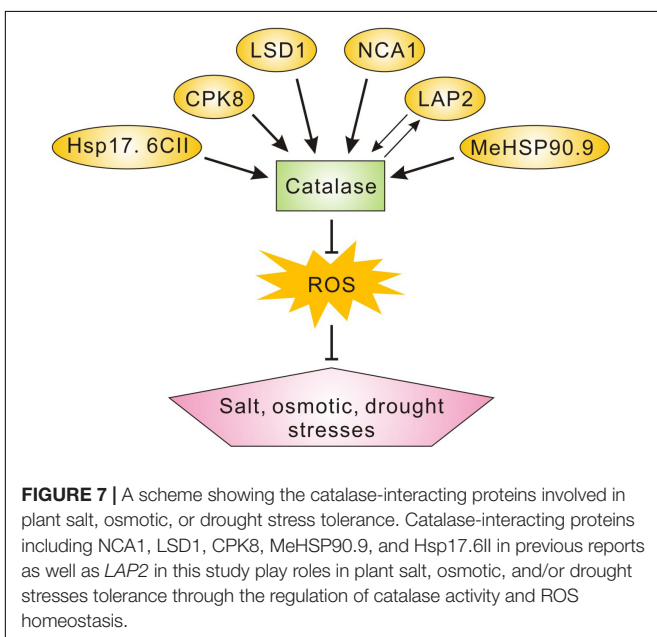 LSD1
NCA1
CPK8
LAP2
Hsp17. 6CII
MeHSP90.9
Catalase
ROS
Salt, osmotic, drought
stresses
FIGURE 7 | A scheme showing the catalase-interacting proteins involved in
plant salt, osmotic, or drought stress tolerance. Catalase-interacting proteins
including NCA1, LSD1, CPK8, MeHSP90.9, and Hsp17.6II in previous reports
as well as LAP2 in this study play roles in plant salt, osmotic, and/or drought
stresses tolerance through the regulation of catalase activity and ROS
homeostasis.